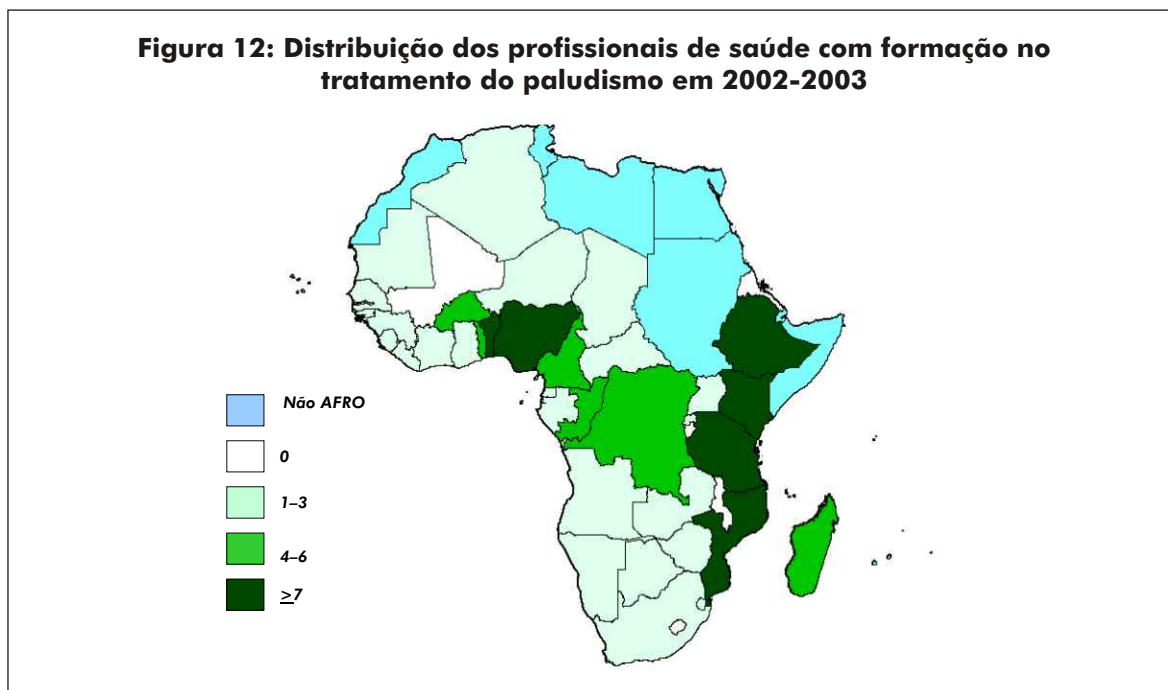 Figura 12: Distribuição dos profissionais de saúde com formação no
tratamento do paludismo em 2002-2003
Não AFRO
0
1–3
4–6
≥7